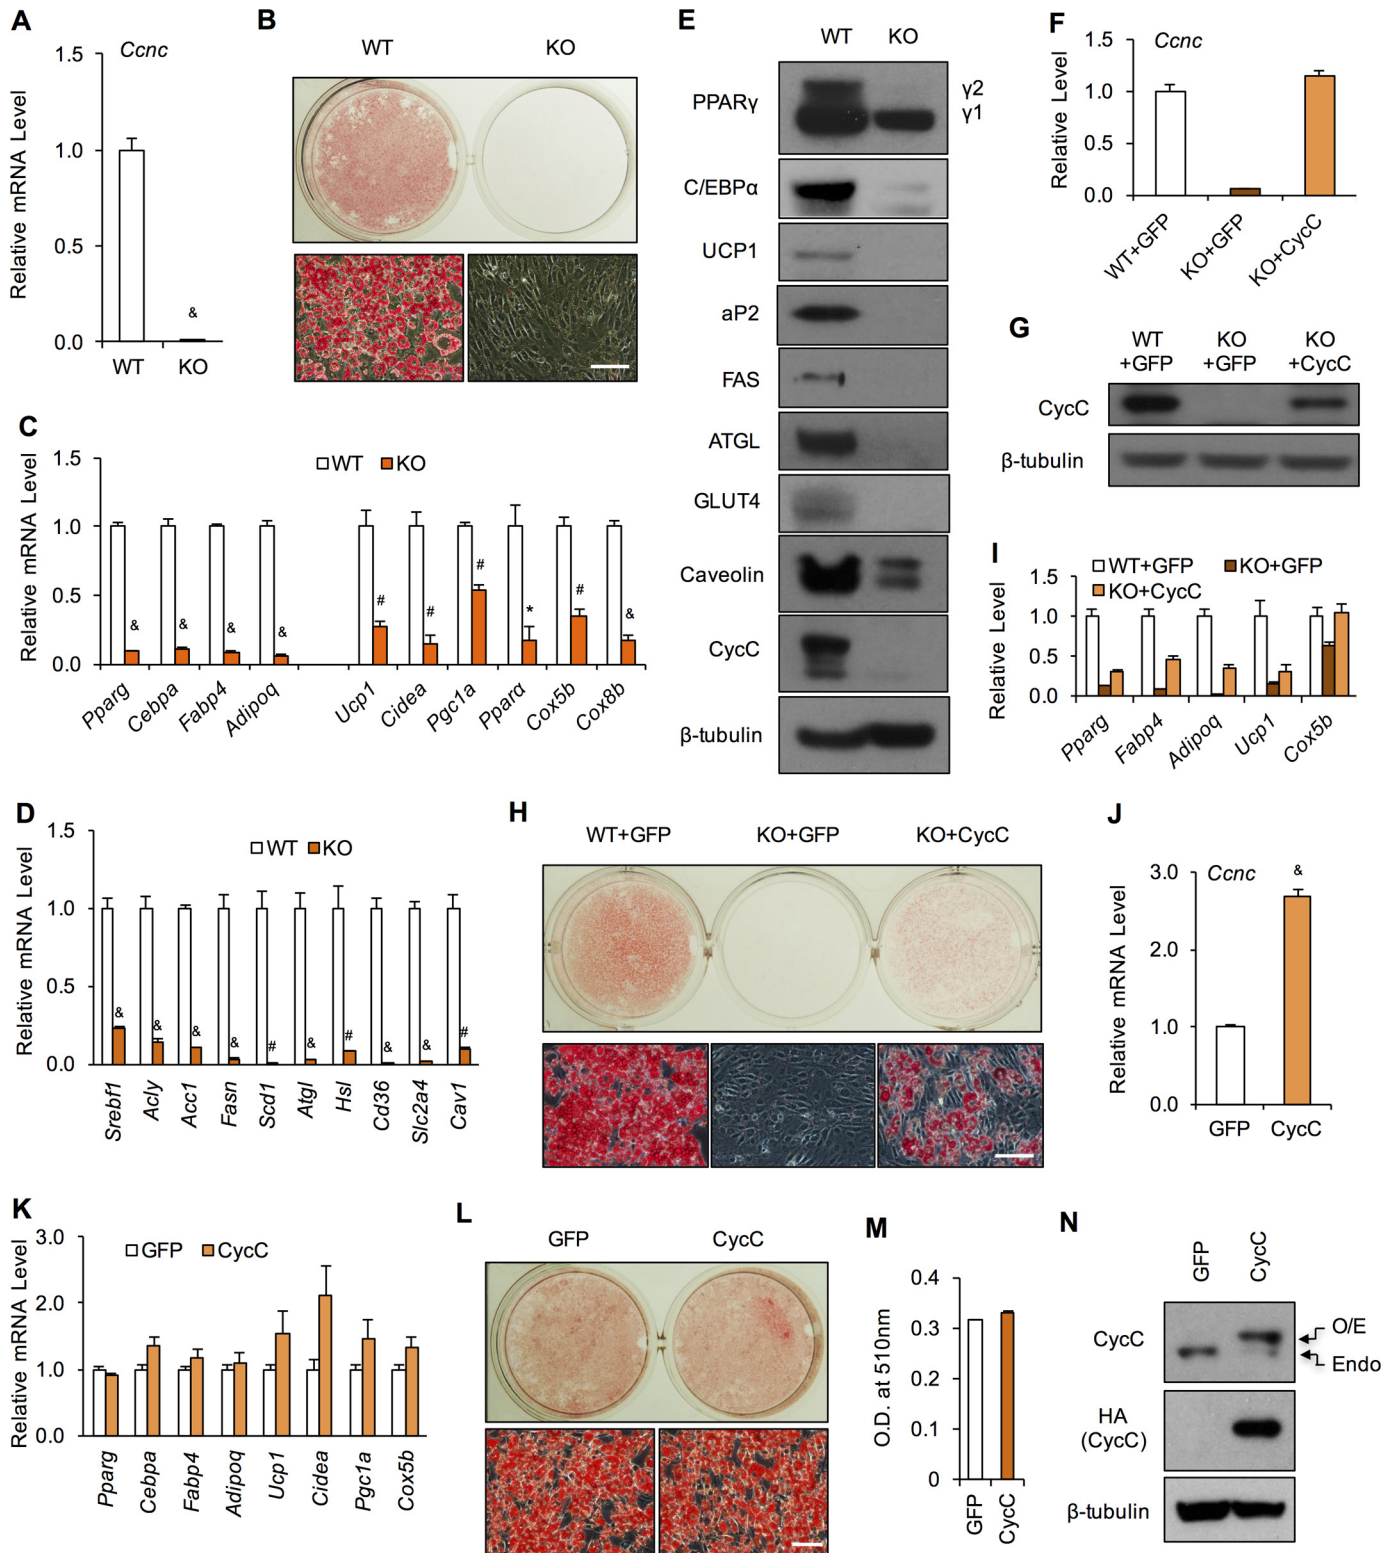 A
Ccnc
Relative mRNA Level
1.5
1.0
0.5
0.0
&
WT
KO
B
WT
KO
C
Relative mRNA Level
1.5
1.0
0.5
0.0
WT KO
& & & & # # # * # &
Pparg Cebpa Fabp4 Adipoq Ucp1 Cidea Pgc1a Pparα Cox5b Cox8b
D
Relative mRNA Level
1.5
1.0
0.5
0.0
WT KO
& & & & # & # & & #
Srebf1 Acly Acc1 Fasn Scd1 Atgl Hsl Cd36 Slc2a4 Cav1
E
WT KO
PPARγ
γ2
γ1
C/EBPα
UCP1
aP2
FAS
ATGL
GLUT4
Caveolin
CycC
β-tubulin
F
Ccnc
Relative Level
1.5
1.0
0.5
0.0
WT+GFP KO+GFP KO+CycC
G
WT KO KO
+GFP +GFP +CycC
CycC
β-tubulin
H
WT+GFP KO+GFP KO+CycC
I
WT+GFP KO+GFP
KO+CycC
Relative Level
1.5
1.0
0.5
0.0
Pparg Fabp4 Adipoq Ucp1 Cox5b
J
Ccnc
&
Relative mRNA Level
3.0
2.0
1.0
0.0
GFP CycC
K
Relative mRNA Level
3.0
2.0
1.0
0.0
GFP CycC
Pparg Cebpa Fabp4 Adipoq Ucp1 Cidea Pgc1a Cox5b
L
GFP CycC
M
O.D. at 510nm
0.4
0.3
0.2
0.1
0
GFP CycC
N
GFP CycC
CycC
O/E
Endo
HA
(CycC)
β-tubulin